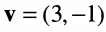 v = (3, −1)